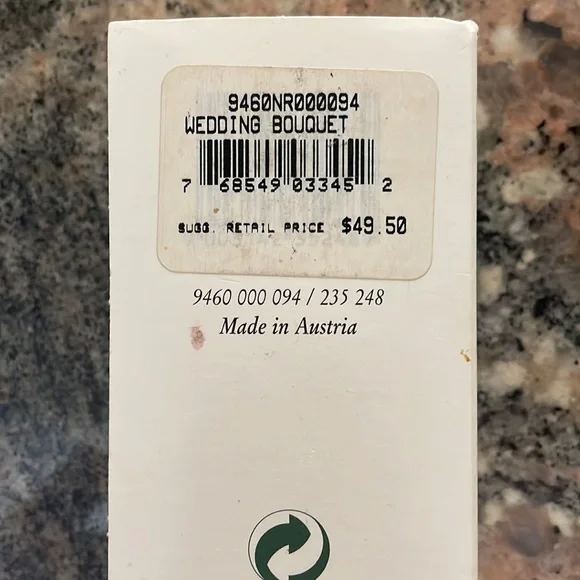 9460NR000094
WEDDING BOUQUET
7 68549 03345 2
SUGG. RETAIL PRICE $49.50
9460 000 094 / 235 248
Made in Austria